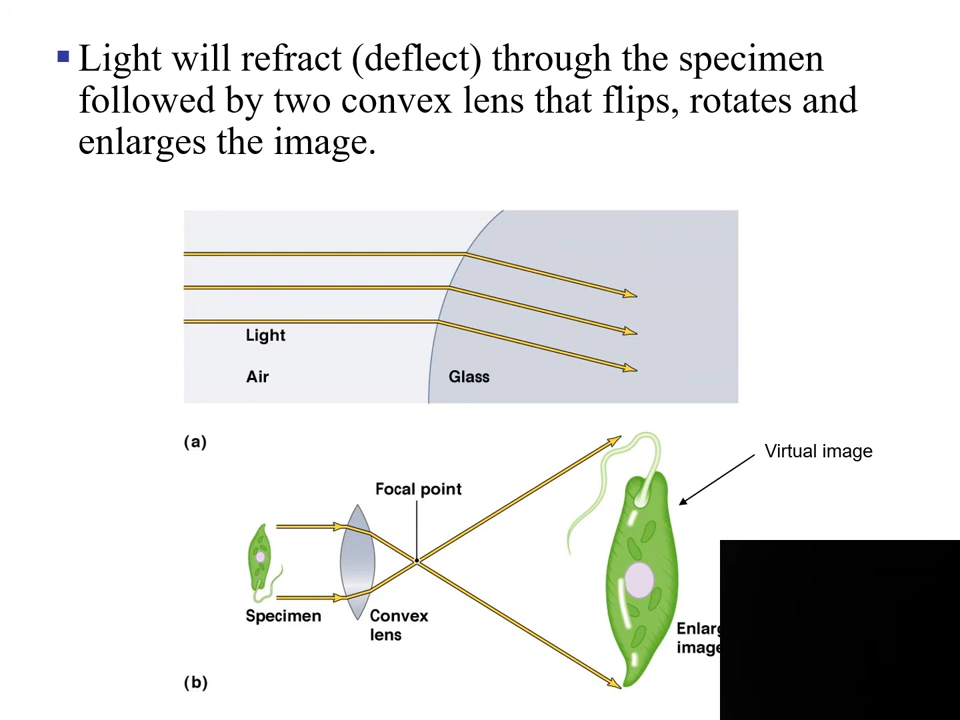 Light will refract (deflect) through the specimen
followed by two convex lens that flips, rotates and
enlarges the image.
Light
Air
Glass
(a)
Virtual image
Focal point
Specimen
Convex
lens
image
(b)